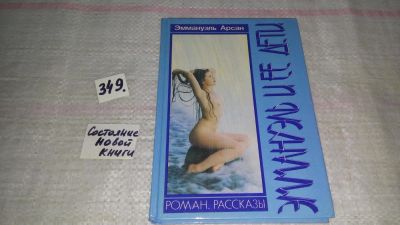 349.
Состояние
новой
книги
Эммануэль Арсан
ЭММАНУЭЛЬ И ЕЕ ДЕТИ
РОМАН, РАССКАЗЫ